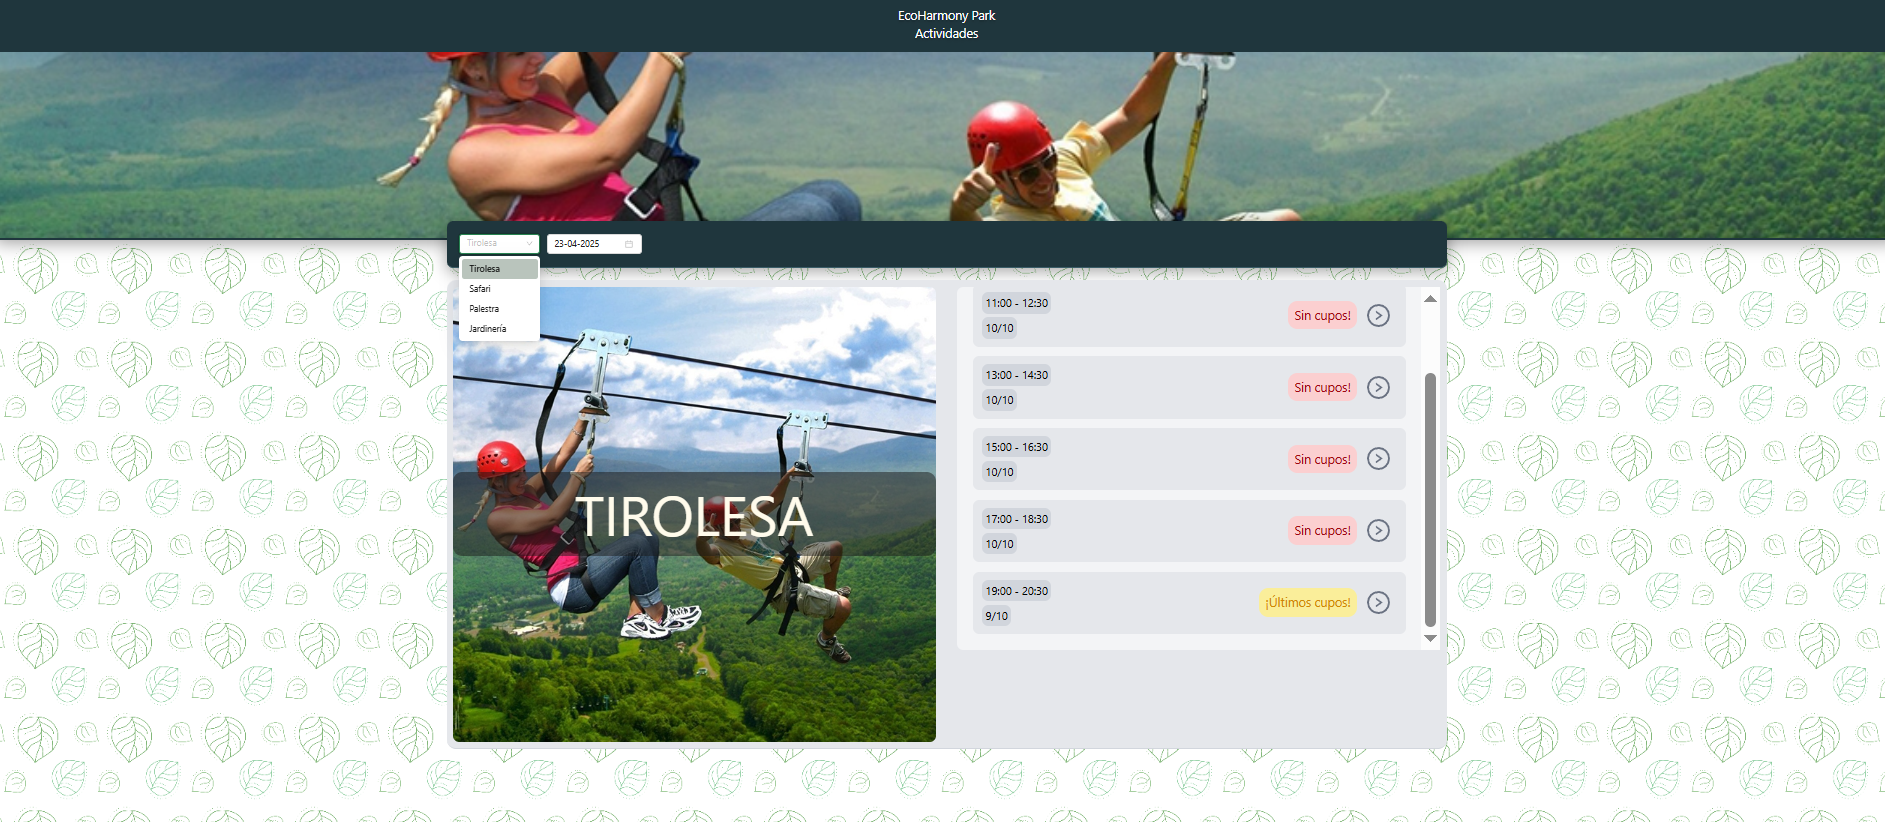 EcoHarmony Park
Actividades
Tirolesa
23-04-2025
Tirolesa
Safari
Palestra
Jardinería
TIROLESA
11:00 - 12:30
10/10
Sin cupos!
13:00 - 14:30
10/10
Sin cupos!
15:00 - 16:30
10/10
Sin cupos!
17:00 - 18:30
10/10
Sin cupos!
19:00 - 20:30
9/10
¡Últimos cupos!